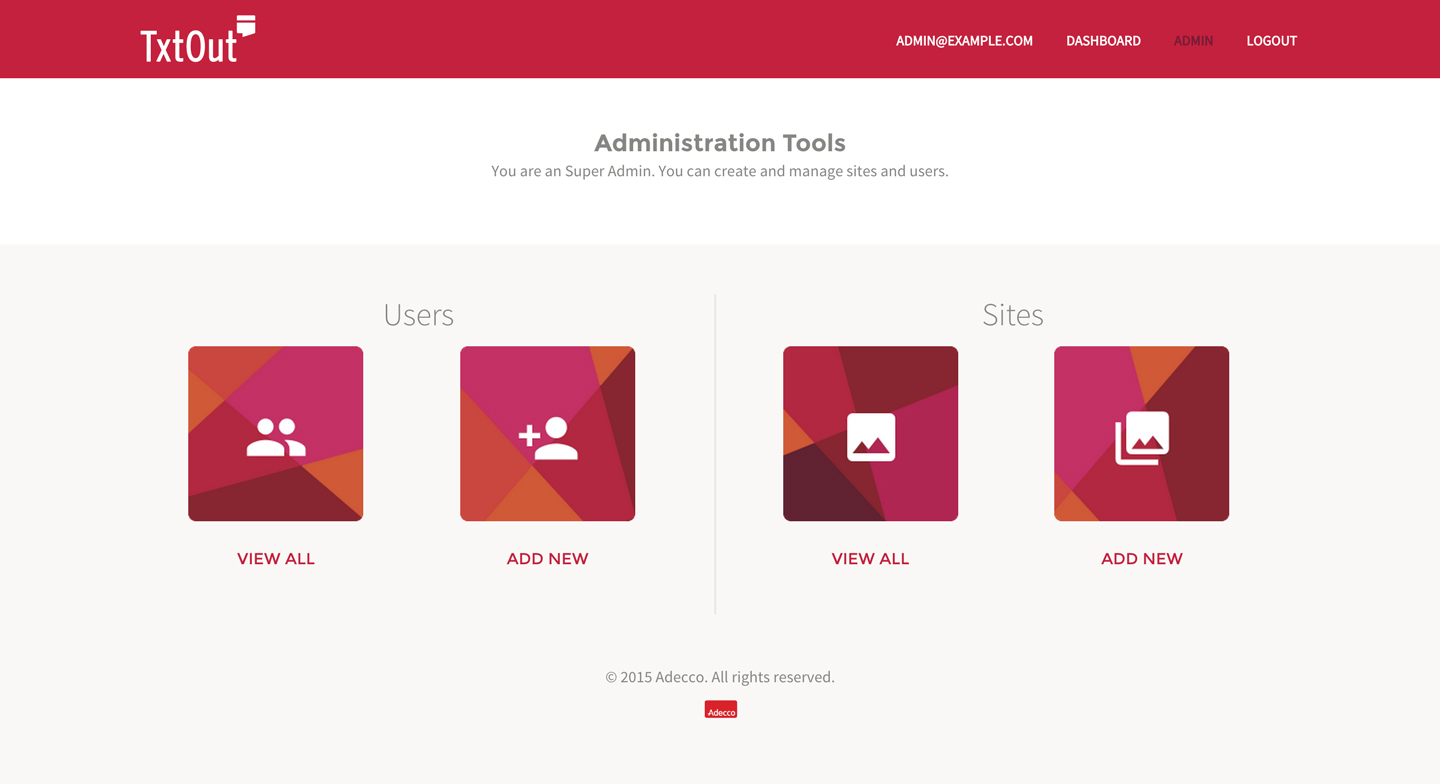 TxtOut
ADMIN@EXAMPLE.COM DASHBOARD ADMIN LOGOUT
Administration Tools
You are an Super Admin. You can create and manage sites and users.
Users
Sites
VIEW ALL
ADD NEW
VIEW ALL
ADD NEW
© 2015 Adecco. All rights reserved.
Adecco